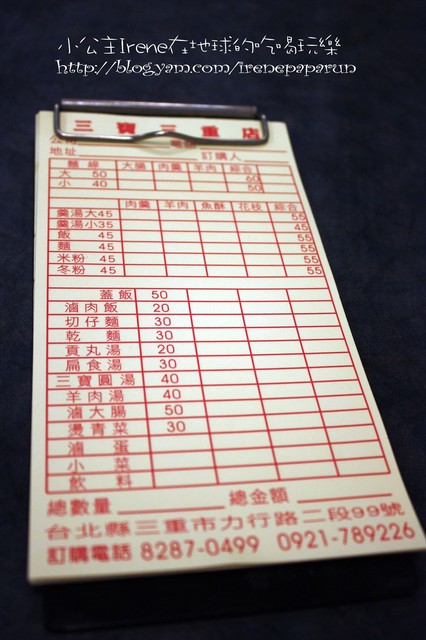 小公主Irene在地球的吃喝玩樂
http://blog.yam.com/irenepaparun
三寶三重店
公司 電話
地址 訂購人
麵線 大腸 肉羹 羊肉 綜合
大 50 60
小 40 50
肉羹 羊肉 魚酥 花枝 綜合
羹湯大45 55
羹湯小35 45
飯 45 55
麵 45 55
米粉 45 55
冬粉 45 55
蓋飯 50
滷肉飯 20
切仔麵 30
乾麵 30
貢丸湯 20
扁食湯 30
三寶圓湯 40
羊肉湯 40
滷大腸 50
燙青菜 30
滷蛋
小菜
飲料
總數量 總金額
台北縣三重市力行路二段99號
訂購電話 8287-0499 0921-789226